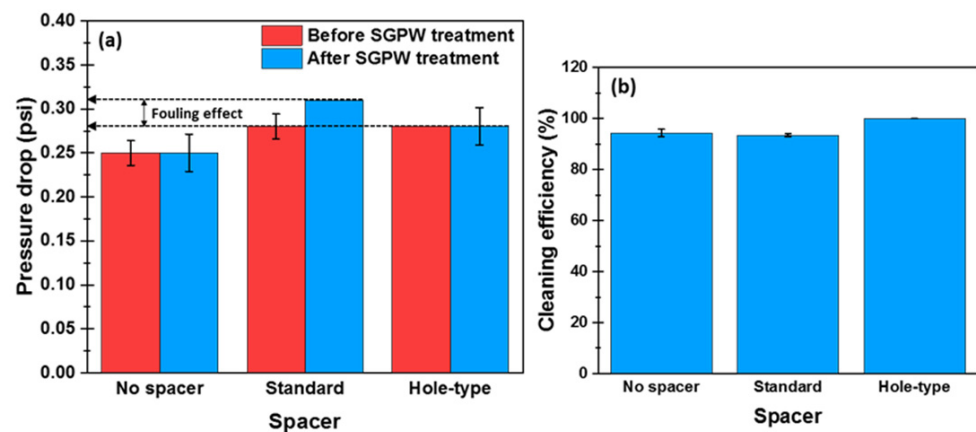 (a)
Before SGPW treatment
After SGPW treatment
Fouling effect
Pressure drop (psi)
0.40
0.35
0.30
0.25
0.20
0.15
0.10
0.05
0.00
No spacer Standard Hole-type
Spacer
(b)
Cleaning efficiency (%)
120
100
80
60
40
20
0
No spacer Standard Hole-type
Spacer